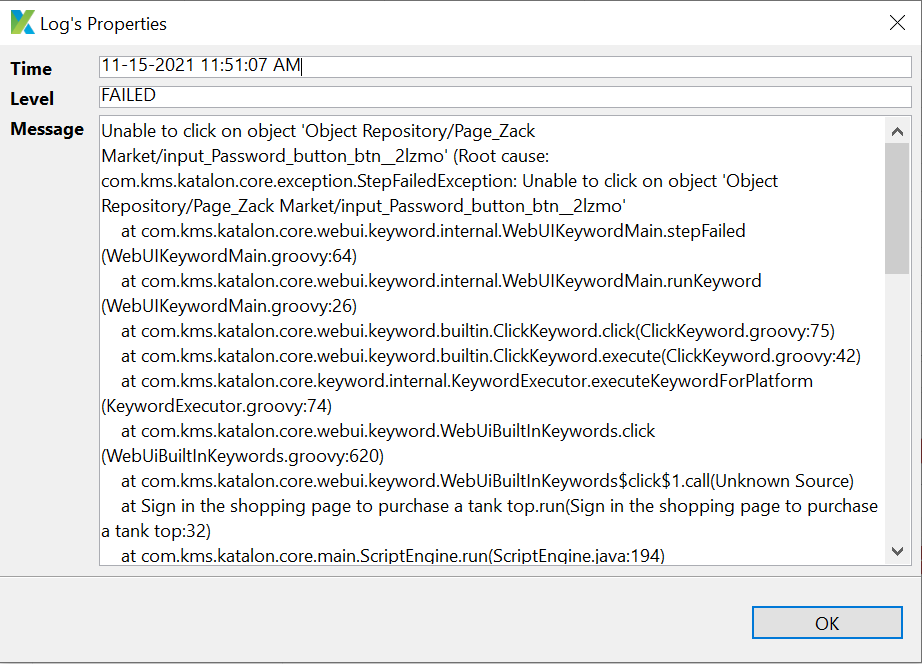 Log's Properties
Time
11-15-2021 11:51:07 AM
Level
FAILED
Message
Unable to click on object 'Object Repository/Page_Zack
Market/input_Password_button_btn__2lzmo' (Root cause:
com.kms.katalon.core.exception.StepFailedException: Unable to click on object 'Object
Repository/Page_Zack Market/input_Password_button_btn__2lzmo'
at com.kms.katalon.core.webui.keyword.internal.WebUIKeywordMain.stepFailed
(WebUIKeywordMain.groovy:64)
at com.kms.katalon.core.webui.keyword.internal.WebUIKeywordMain.runKeyword
(WebUIKeywordMain.groovy:26)
at com.kms.katalon.core.webui.keyword.builtin.ClickKeyword.click(ClickKeyword.groovy:75)
at com.kms.katalon.core.webui.keyword.builtin.ClickKeyword.execute(ClickKeyword.groovy:42)
at com.kms.katalon.core.keyword.internal.KeywordExecutor.executeKeywordForPlatform
(KeywordExecutor.groovy:74)
at com.kms.katalon.core.webui.keyword.WebUiBuiltInKeywords.click
(WebUiBuiltInKeywords.groovy:620)
at com.kms.katalon.core.webui.keyword.WebUiBuiltInKeywords$click$1.call(Unknown Source)
at Sign in the shopping page to purchase a tank top.run(Sign in the shopping page to purchase
a tank top:32)
at com.kms.katalon.core.main.ScriptEngine.run(ScriptEngine.java:194)
OK